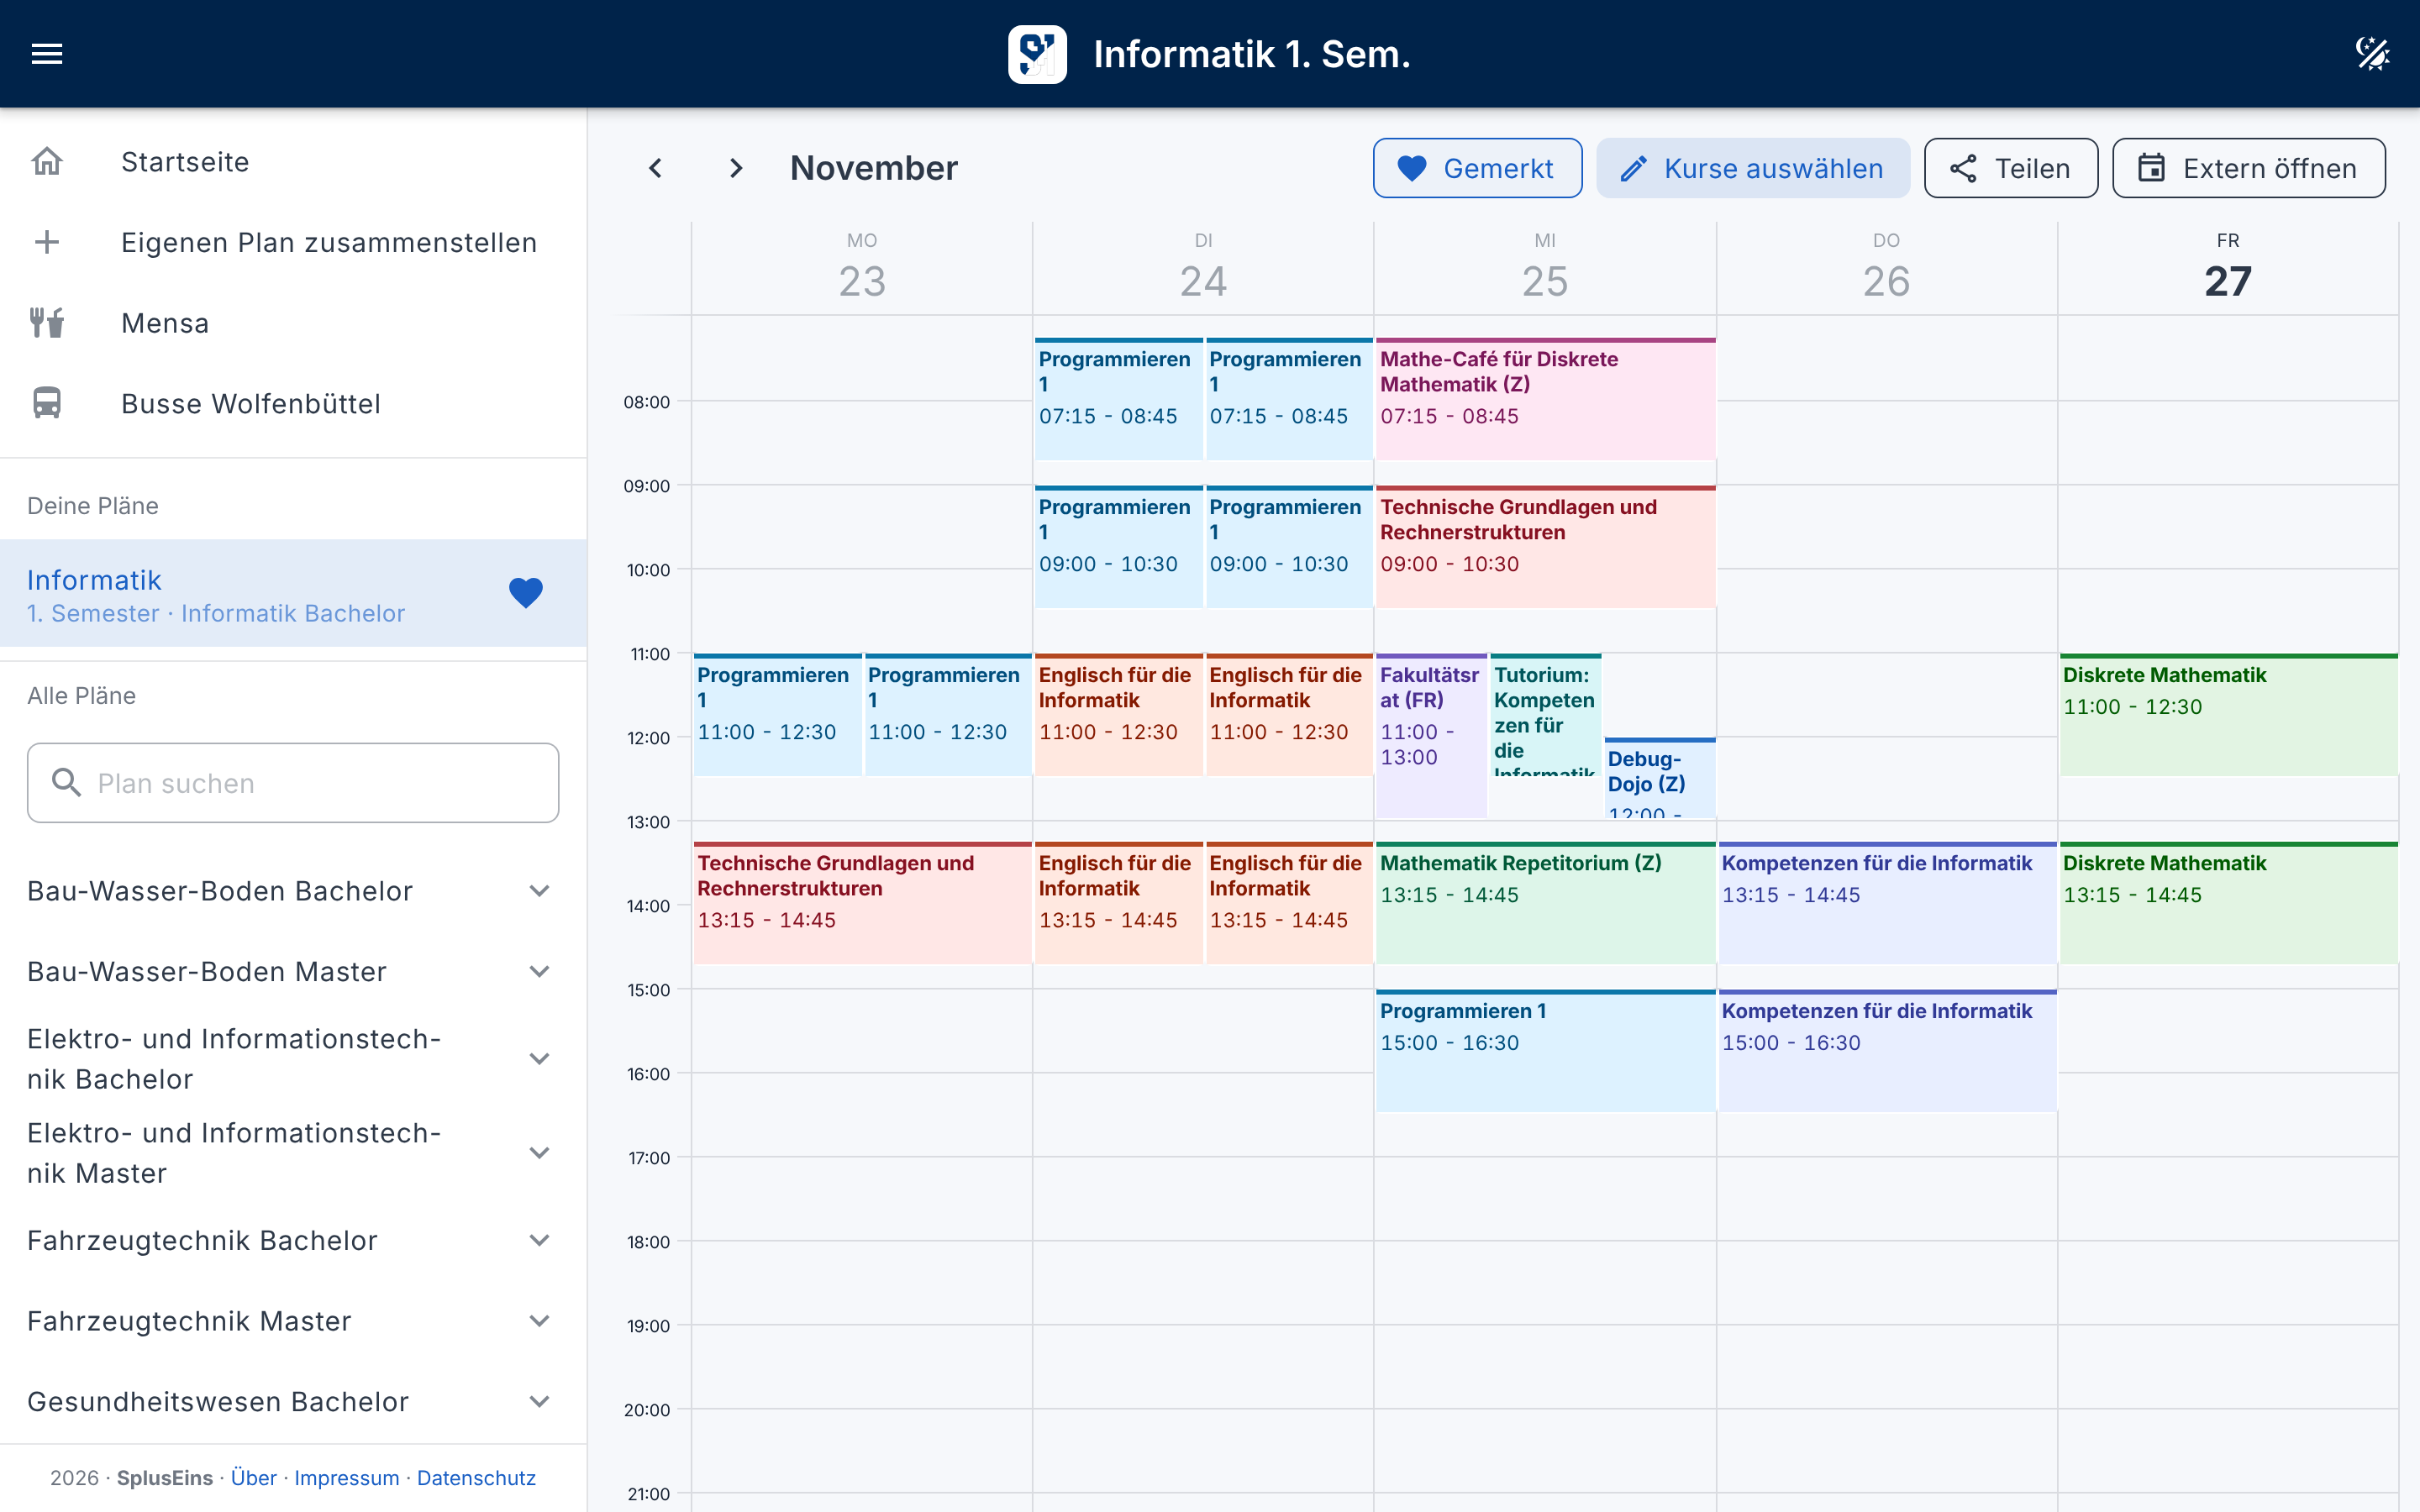 Informatik 1. Sem.
Startseite
Eigenen Plan zusammenstellen
Mensa
Busse Wolfenbüttel
Deine Pläne
Informatik
1. Semester · Informatik Bachelor
Alle Pläne
Plan suchen
Bau-Wasser-Boden Bachelor
Bau-Wasser-Boden Master
Elektro- und Informationstech-
nik Bachelor
Elektro- und Informationstech-
nik Master
Fahrzeugtechnik Bachelor
Fahrzeugtechnik Master
Gesundheitswesen Bachelor
2026 · SplusEins · Über · Impressum · Datenschutz
November
Gemerkt
Kurse auswählen
Teilen
Extern öffnen
MO
23
DI
24
MI
25
DO
26
FR
27
08:00
09:00
10:00
11:00
12:00
13:00
14:00
15:00
16:00
17:00
18:00
19:00
20:00
21:00
Programmieren
1
11:00 - 12:30
Programmieren
1
11:00 - 12:30
Technische Grundlagen und
Rechnerstrukturen
13:15 - 14:45
Programmieren
1
07:15 - 08:45
Programmieren
1
07:15 - 08:45
Programmieren
1
09:00 - 10:30
Programmieren
1
09:00 - 10:30
Englisch für die
Informatik
11:00 - 12:30
Englisch für die
Informatik
11:00 - 12:30
Englisch für die
Informatik
13:15 - 14:45
Englisch für die
Informatik
13:15 - 14:45
Mathe-Café für Diskrete
Mathematik (Z)
07:15 - 08:45
Technische Grundlagen und
Rechnerstrukturen
09:00 - 10:30
Fakultätsr
at (FR)
11:00 -
13:00
Tutorium:
Kompeten
zen für
die
Informatik
Debug-
Dojo (Z)
12:00 -
Mathematik Repetitorium (Z)
13:15 - 14:45
Programmieren 1
15:00 - 16:30
Kompetenzen für die Informatik
13:15 - 14:45
Kompetenzen für die Informatik
15:00 - 16:30
Diskrete Mathematik
11:00 - 12:30
Diskrete Mathematik
13:15 - 14:45